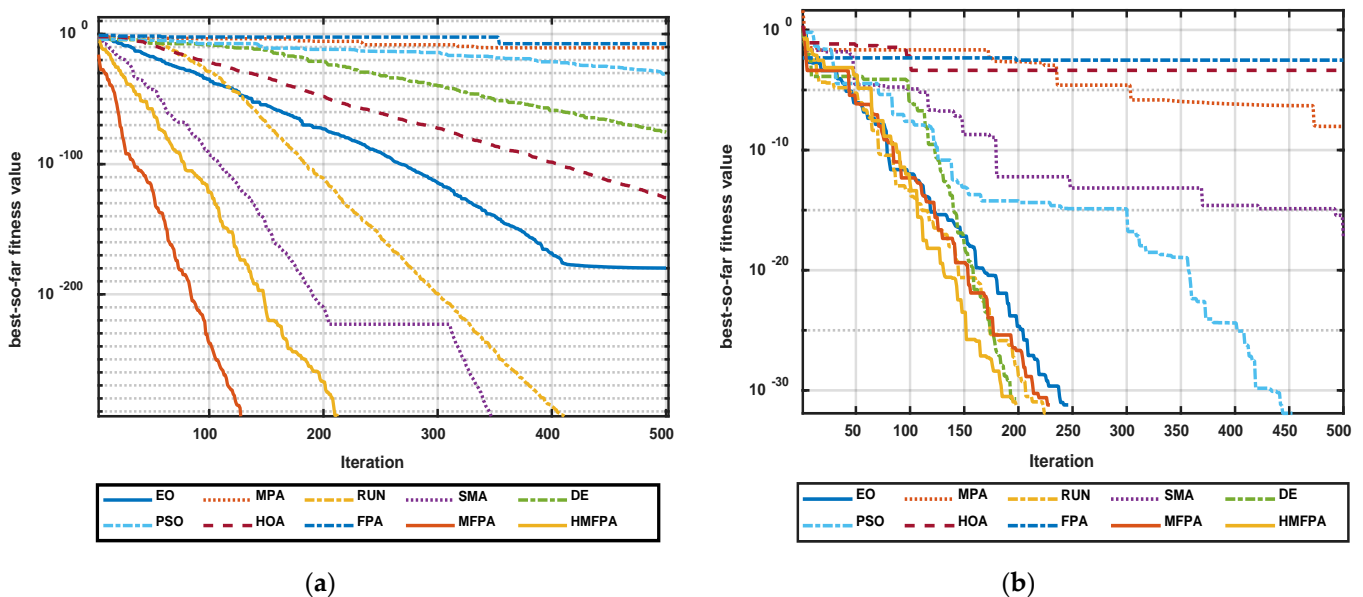 10 0
10 -100
10 -200
best-so-far fitness value
100 200 300 400 500
Iteration
EO MPA RUN SMA DE
PSO HOA FPA MFPA HMFPA
(a)
10 0
10 -10
10 -20
10 -30
best-so-far fitness value
50 100 150 200 250 300 350 400 450 500
Iteration
EO MPA RUN SMA DE
PSO HOA FPA MFPA HMFPA
(b)